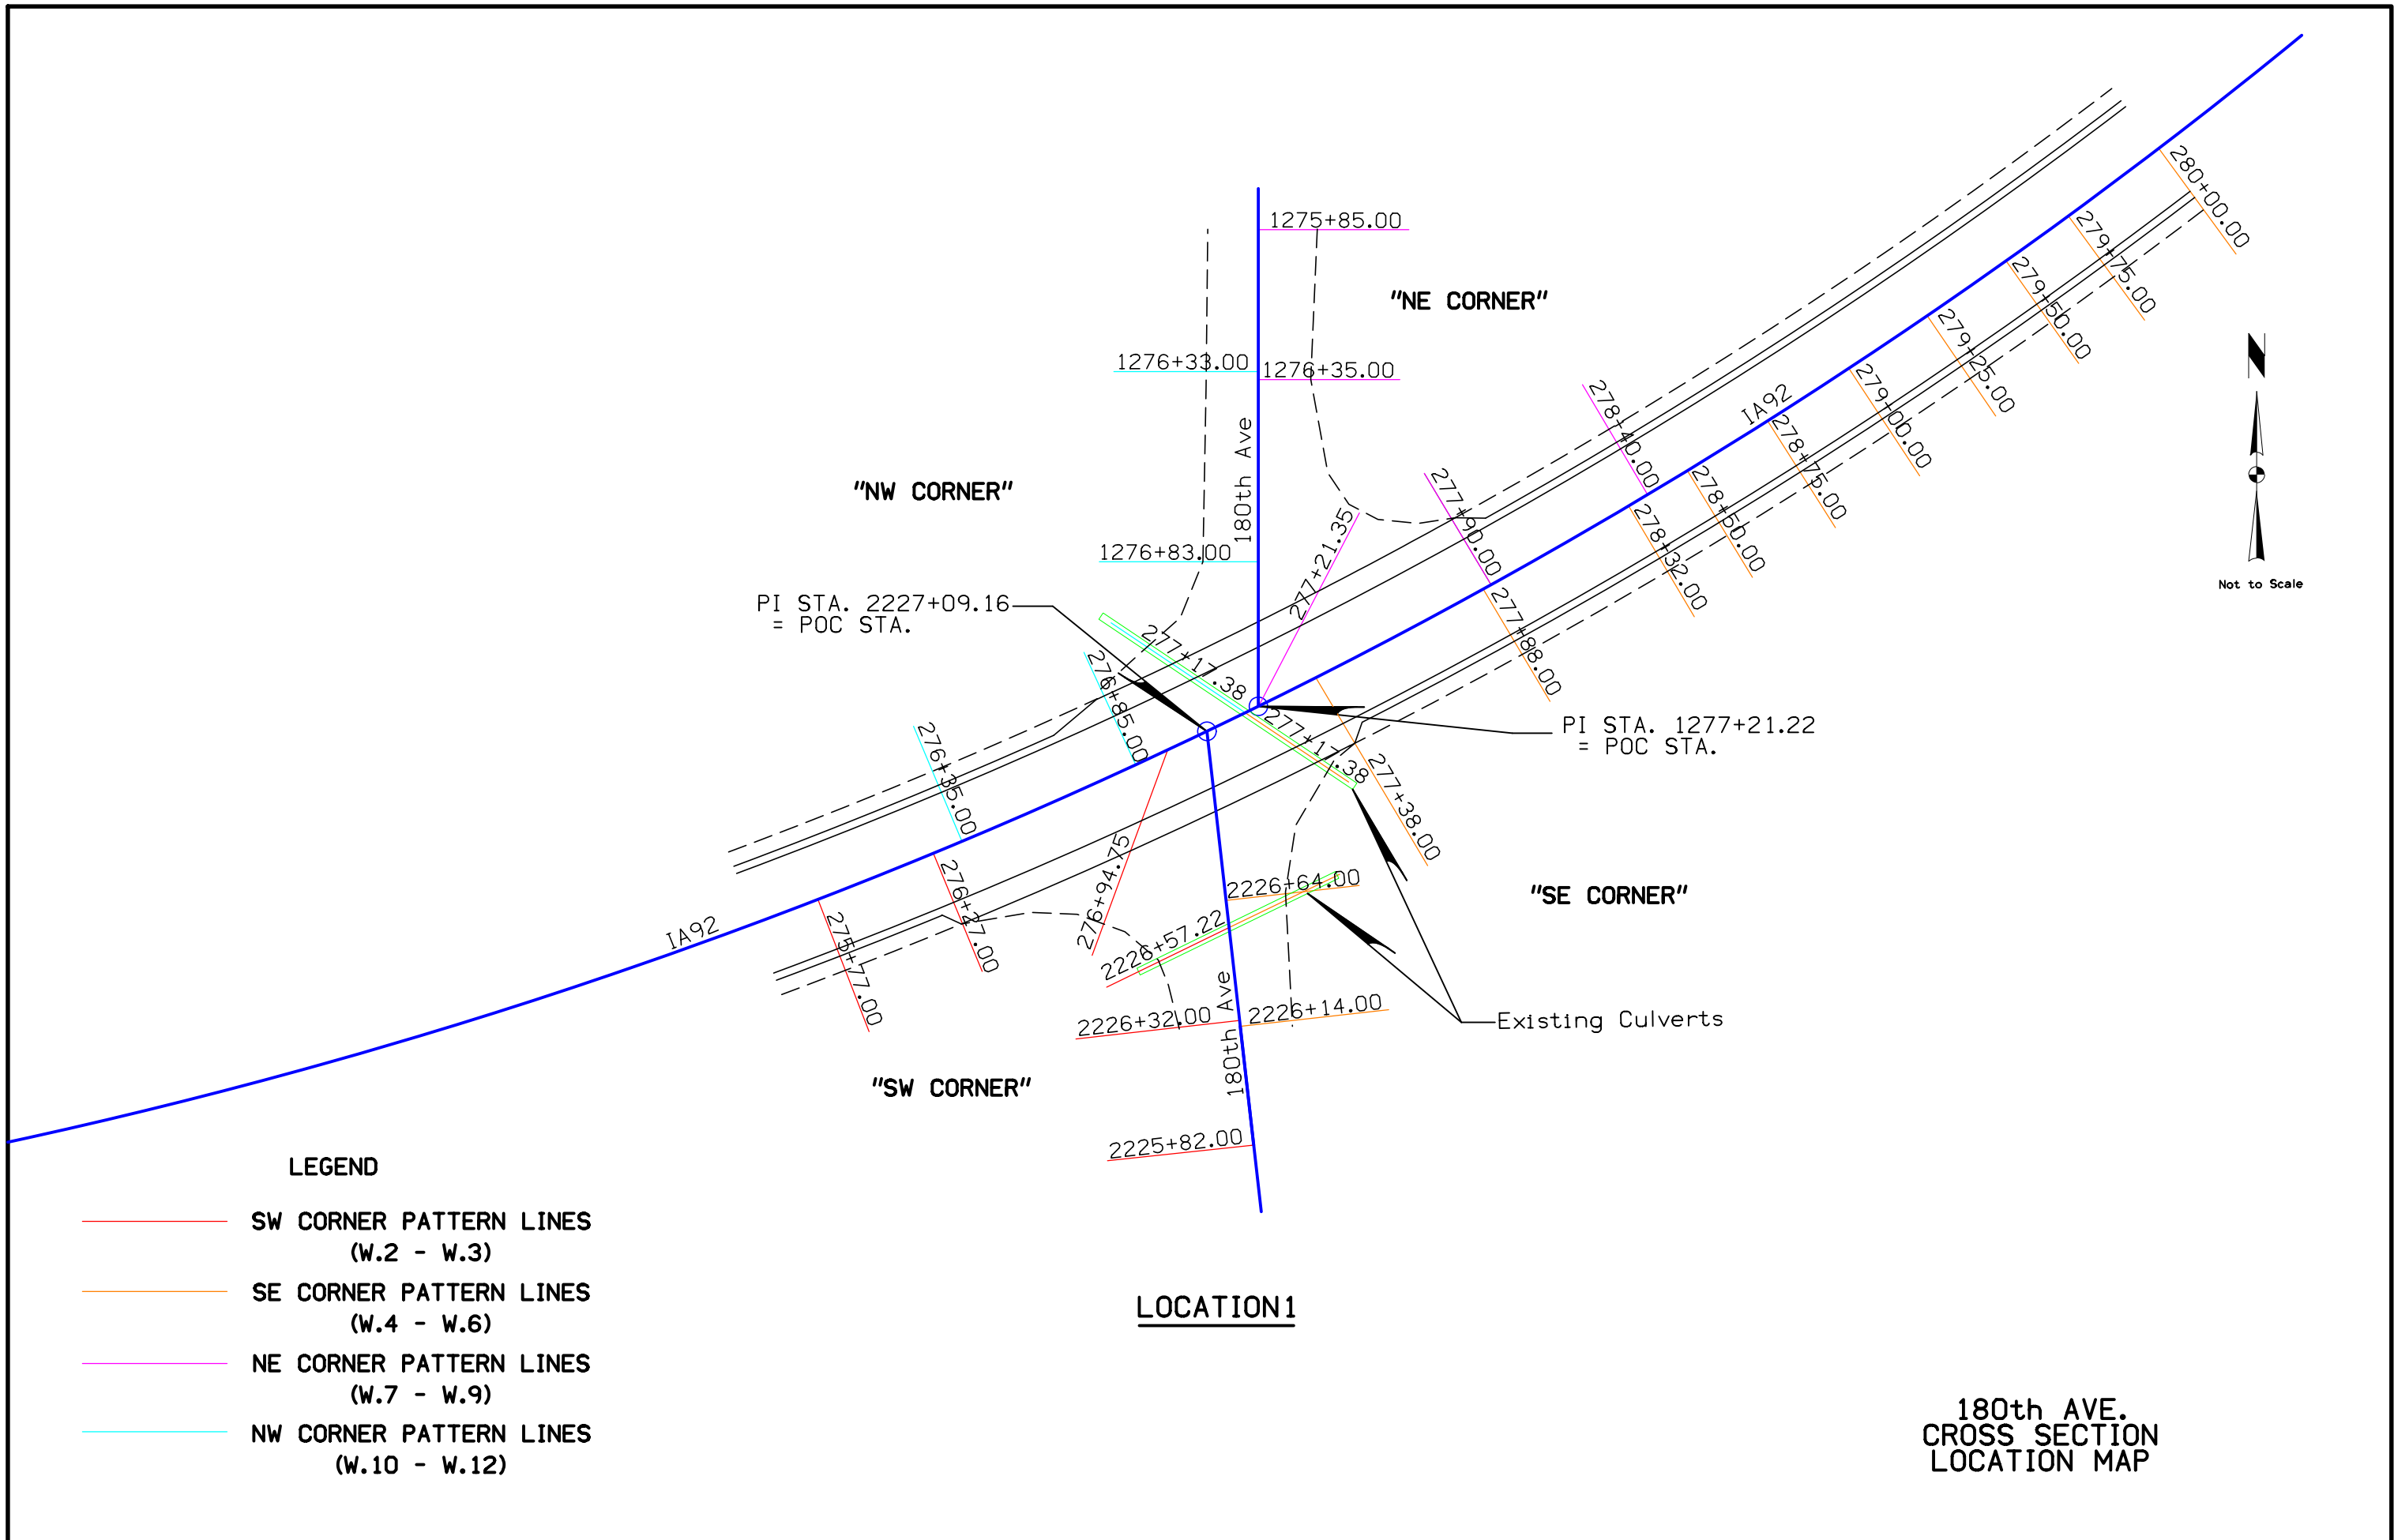 280+00.00
279+75.00
1275+85.00
279+50.00
"NE CORNER"
279+25.00
N
1276+33.00
1276+35.00
279+00.00
278+40.00
IA92
278+75.00
180th Ave
277+90.00
278+50.00
"NW CORNER"
277+21.35
278+32.00
1276+83.00
Not to Scale
PI STA. 2227+09.16
= POC STA.
277+88.00
277+17.38
276+85.00
277+17.38
PI STA. 1277+21.22
= POC STA.
276+35.00
277+38.00
276+94.75
276+27.00
2226+64.00
"SE CORNER"
IA92
275+77.00
2226+57.22
180th Ave
2226+32.00
2226+14.00
Existing Culverts
"SW CORNER"
2225+82.00
LEGEND
SW CORNER PATTERN LINES
(W.2 - W.3)
SE CORNER PATTERN LINES
(W.4 - W.6)
NE CORNER PATTERN LINES
(W.7 - W.9)
NW CORNER PATTERN LINES
(W.10 - W.12)
LOCATION1
180th AVE.
CROSS SECTION
LOCATION MAP